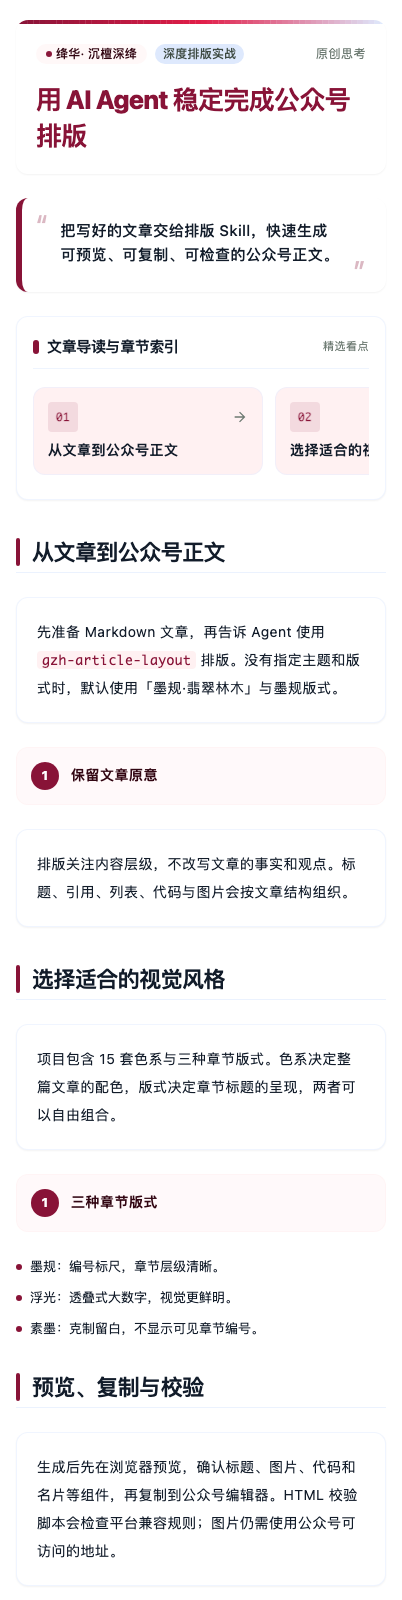 绛华· 沉檀深绛 深度排版实战 原创思考
用 AI Agent 稳定完成公众号
排版
“
把写好的文章交给排版 Skill，快速生成
可预览、可复制、可检查的公众号正文。
”
文章导读与章节索引 精选看点
01 → 02
从文章到公众号正文 选择适合的
从文章到公众号正文
先准备 Markdown 文章，再告诉 Agent 使用
gzh-article-layout 排版。没有指定主题和版
式时，默认使用「墨规·翡翠林木」与墨规版式。
1 保留文章原意
排版关注内容层级，不改写文章的事实和观点。标
题、引用、列表、代码与图片会按文章结构组织。
选择适合的视觉风格
项目包含 15 套色系与三种章节版式。色系决定整
篇文章的配色，版式决定章节标题的呈现，两者可
以自由组合。
1 三种章节版式
墨规：编号标尺，章节层级清晰。
浮光：透叠式大数字，视觉更鲜明。
素墨：克制留白，不显示可见章节编号。
预览、复制与校验
生成后先在浏览器预览，确认标题、图片、代码和
名片等组件，再复制到公众号编辑器。HTML 校验
脚本会检查平台兼容规则；图片仍需使用公众号可
访问的地址。